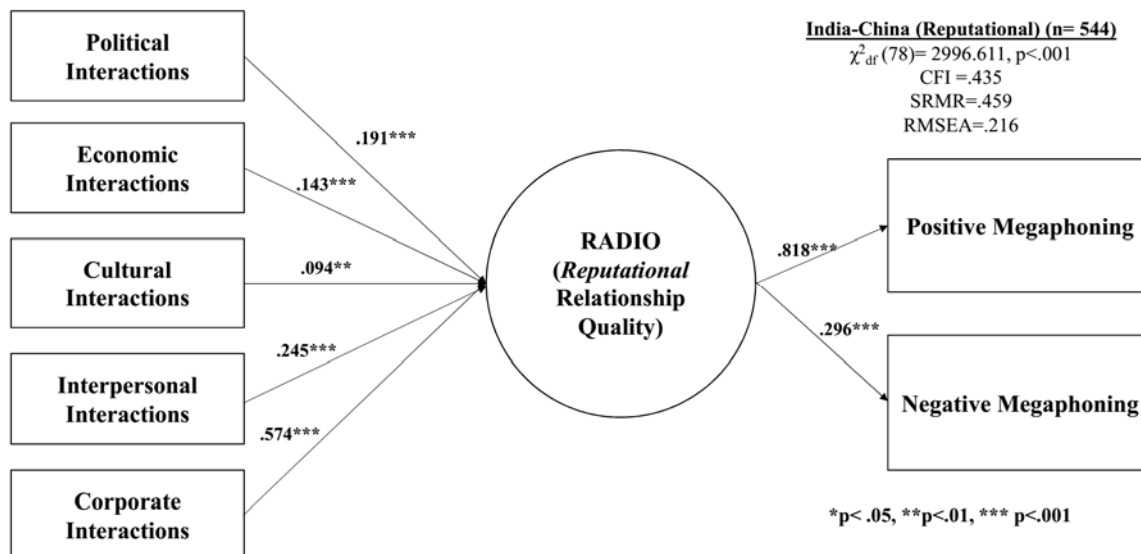 Political
Interactions
Economic
Interactions
Cultural
Interactions
Interpersonal
Interactions
Corporate
Interactions
.191***
.143***
.094**
.245***
.574***
RADIO
(Reputational
Relationship
Quality)
.818***
.296***
India-China (Reputational) (n= 544)
χ²df (78)= 2996.611, p<.001
CFI =.435
SRMR=.459
RMSEA=.216
Positive Megaphoning
Negative Megaphoning
*p< .05, **p<.01, *** p<.001